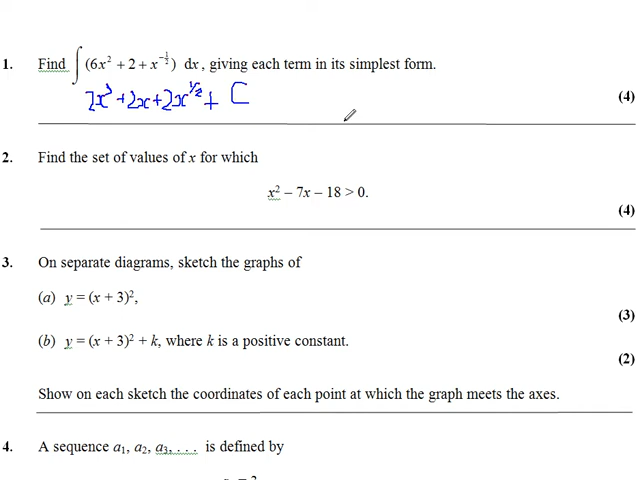 1. Find ∫ (6x² + 2 + x^{-1/2}) dx, giving each term in its simplest form.
2x³ + 2x + 2x^{1/2} + C
(4)
2. Find the set of values of x for which
x² – 7x – 18 > 0.
(4)
3. On separate diagrams, sketch the graphs of
(a) y = (x + 3)²,
(3)
(b) y = (x + 3)² + k, where k is a positive constant.
(2)
Show on each sketch the coordinates of each point at which the graph meets the axes.
4. A sequence a₁, a₂, a₃, . . . is defined by